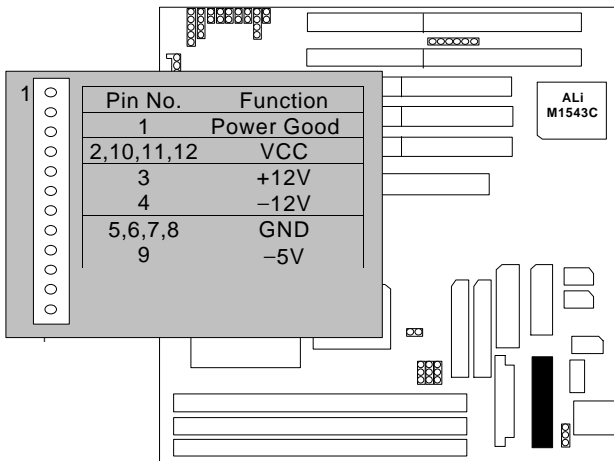 1
Pin No. Function
1 Power Good
2,10,11,12 VCC
3 +12V
4 −12V
5,6,7,8 GND
9 −5V
ALi
M1543C